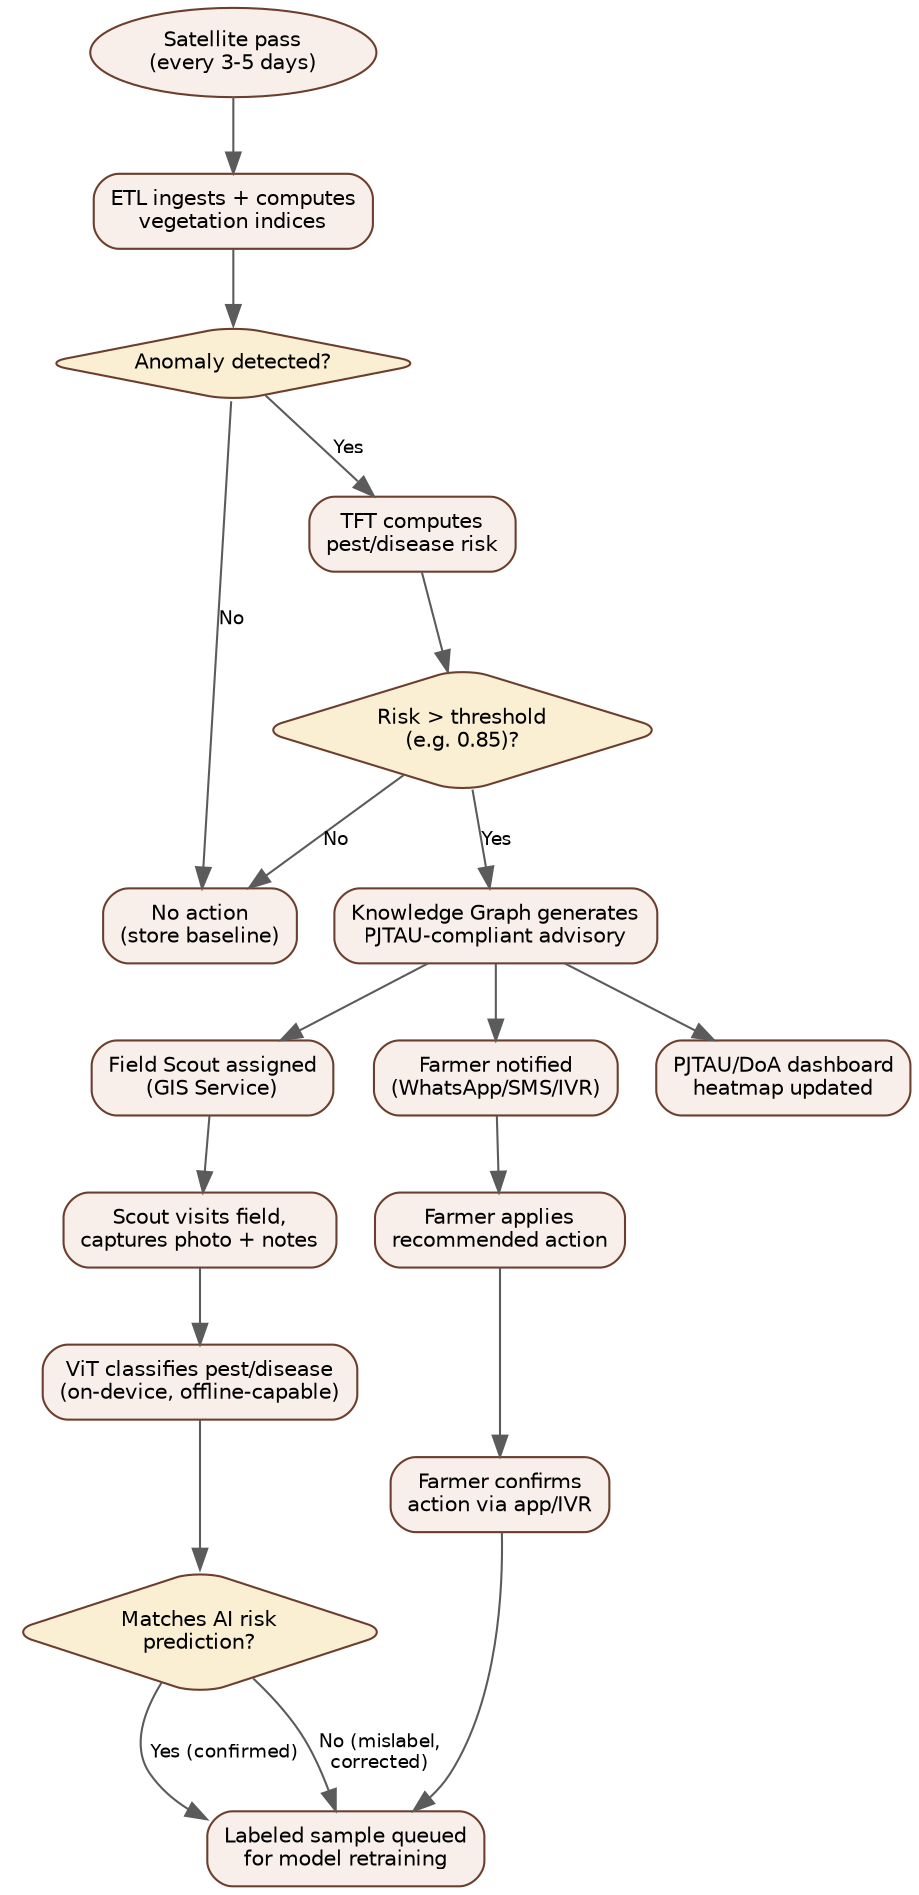 Satellite pass
(every 3-5 days)
ETL ingests + computes
vegetation indices
Anomaly detected?
Yes
TFT computes
pest/disease risk
No
Risk > threshold
(e.g. 0.85)?
No
Yes
No action
(store baseline)
Knowledge Graph generates
PJTAU-compliant advisory
Field Scout assigned
(GIS Service)
Farmer notified
(WhatsApp/SMS/IVR)
PJTAU/DoA dashboard
heatmap updated
Scout visits field,
captures photo + notes
Farmer applies
recommended action
ViT classifies pest/disease
(on-device, offline-capable)
Farmer confirms
action via app/IVR
Matches AI risk
prediction?
Yes (confirmed)
No (mislabel,
corrected)
Labeled sample queued
for model retraining